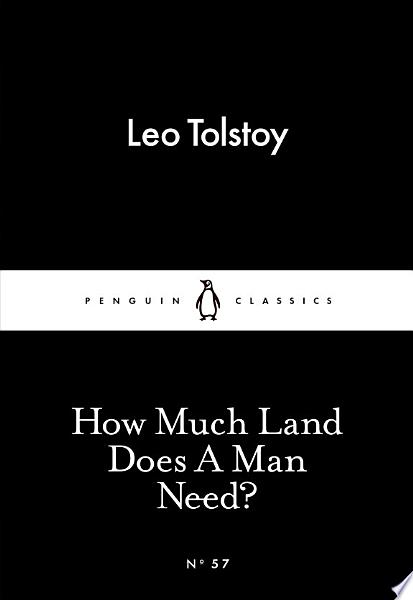 Leo Tolstoy
PENGUIN CLASSICS
How Much Land
Does A Man
Need?
Nº 57